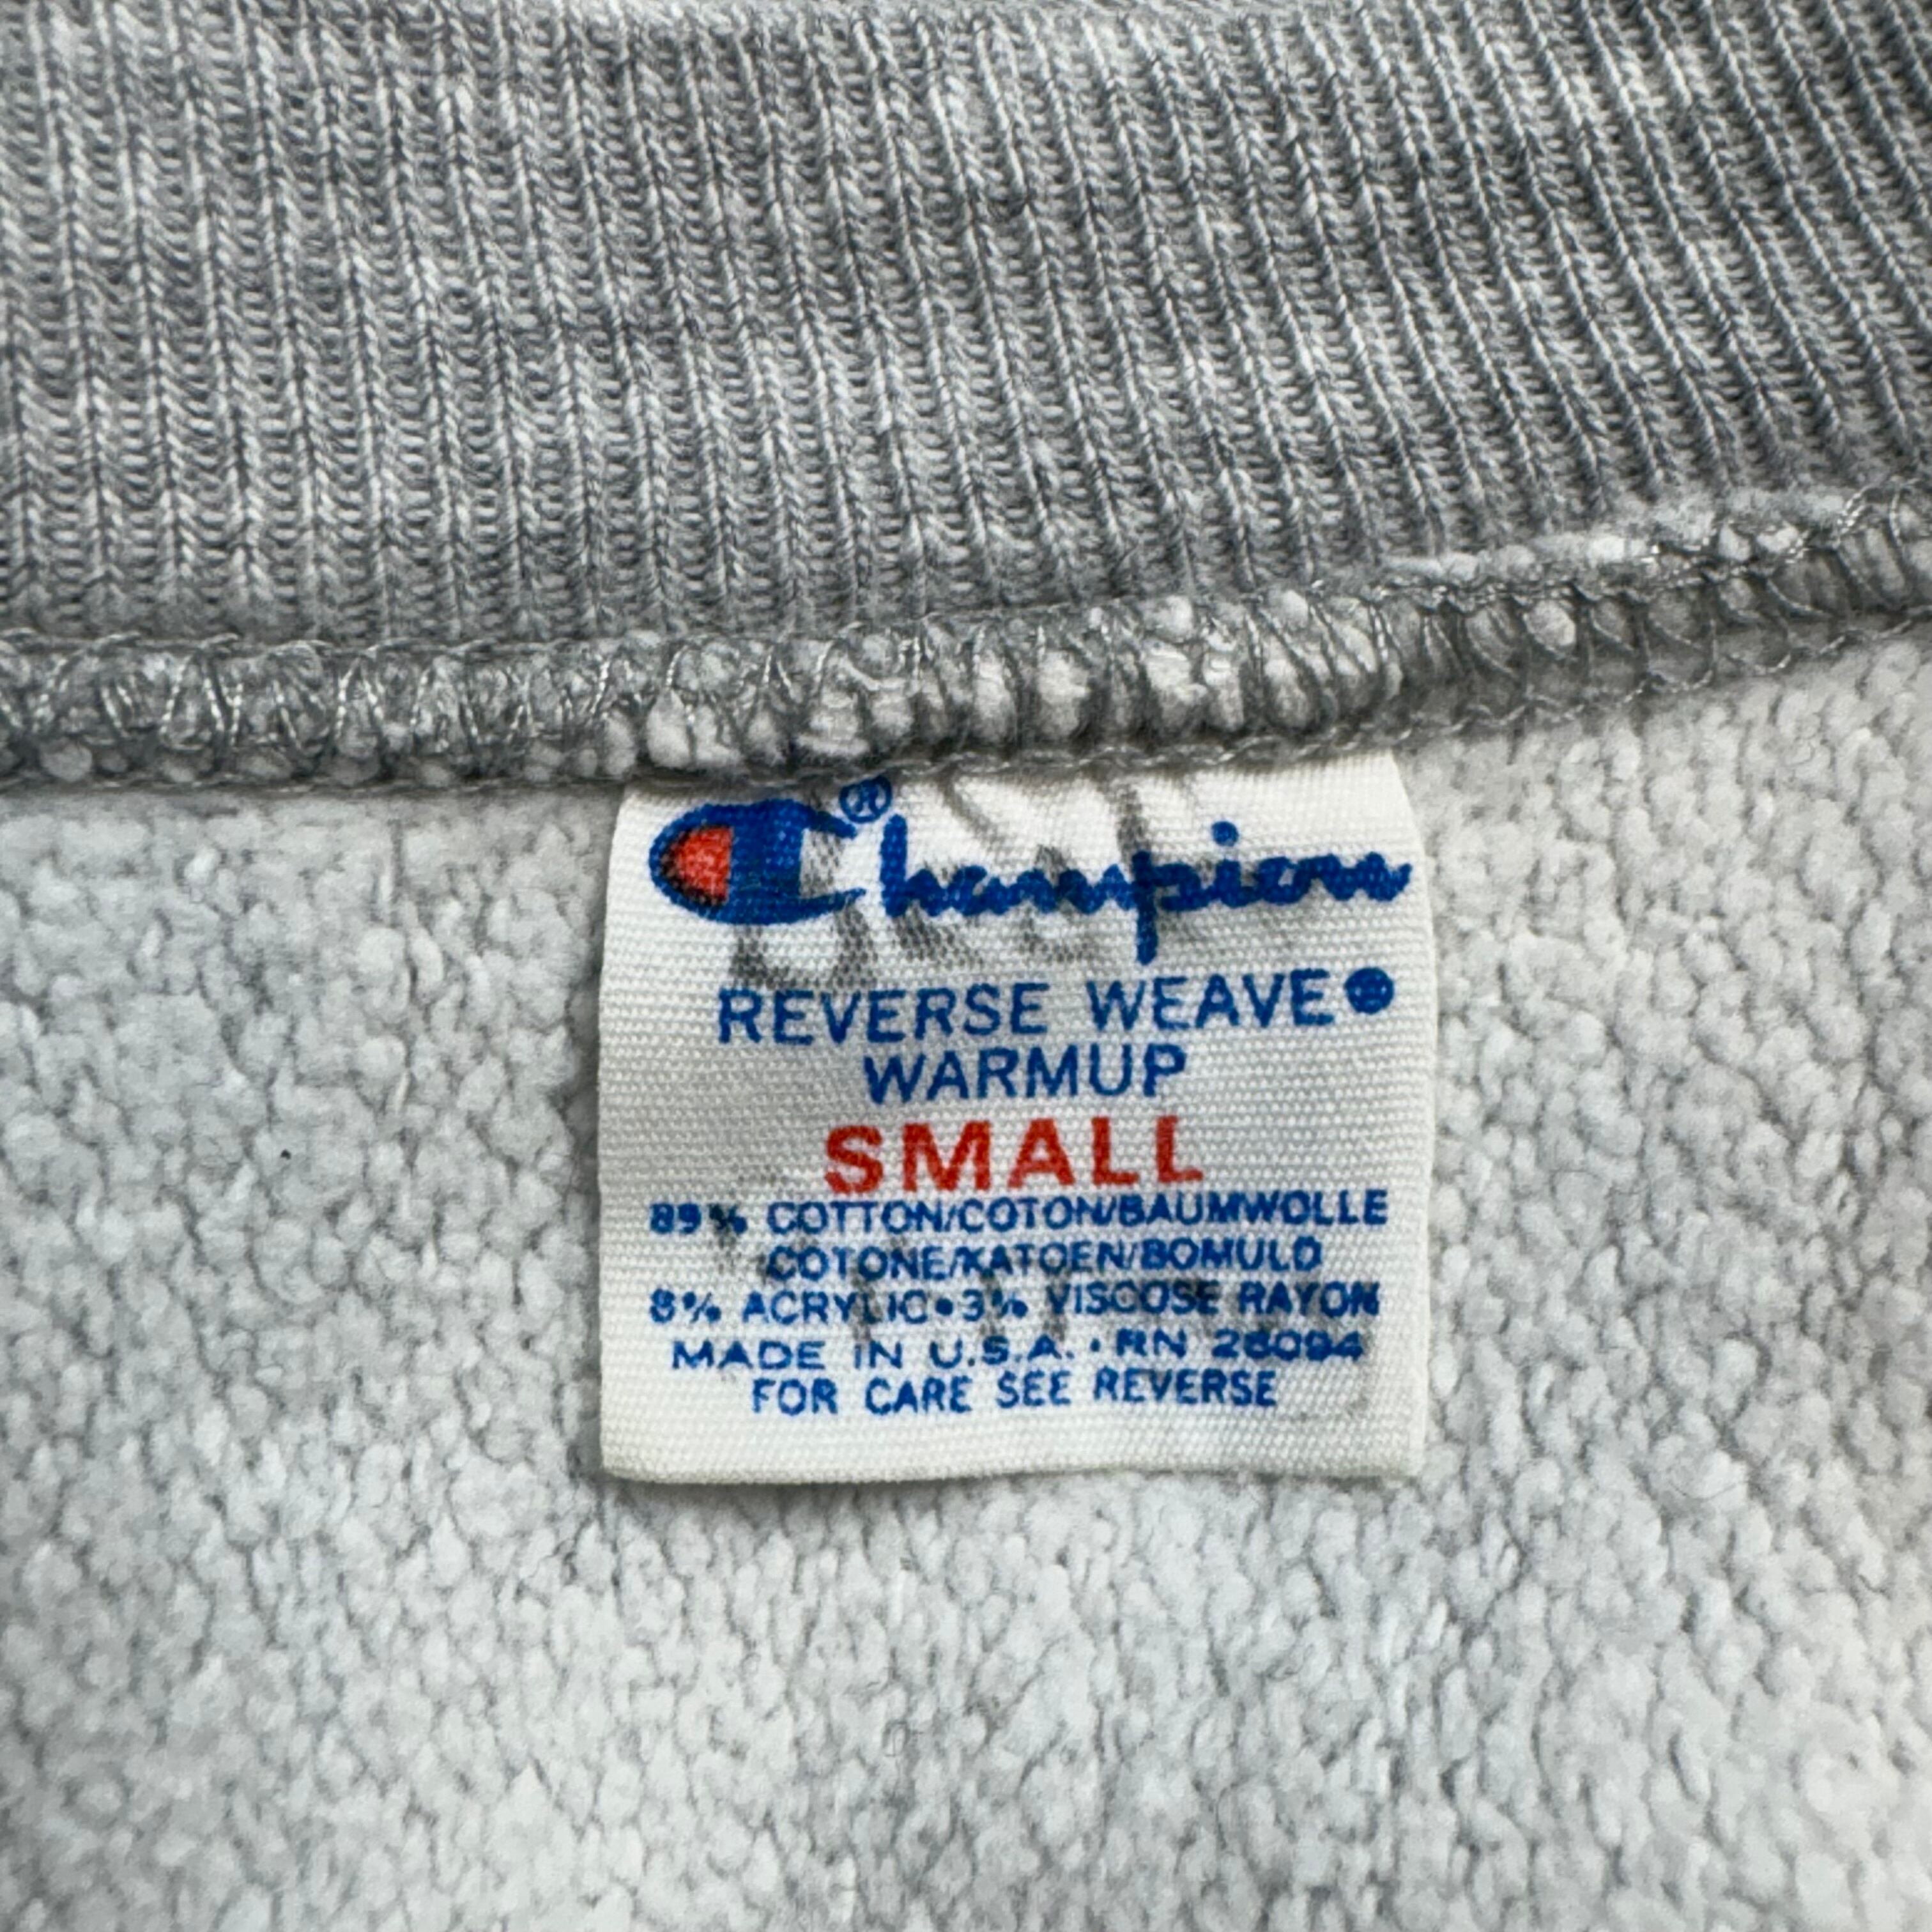 Champion®
REVERSE WEAVE®
WARMUP
SMALL
89% COTTON/COTON/BAUMWOLLE
COTONE/KATOEN/BOMULD
8% ACRYLIC•3% VISCOSE RAYON
MADE IN U.S.A. • RN 26094
FOR CARE SEE REVERSE